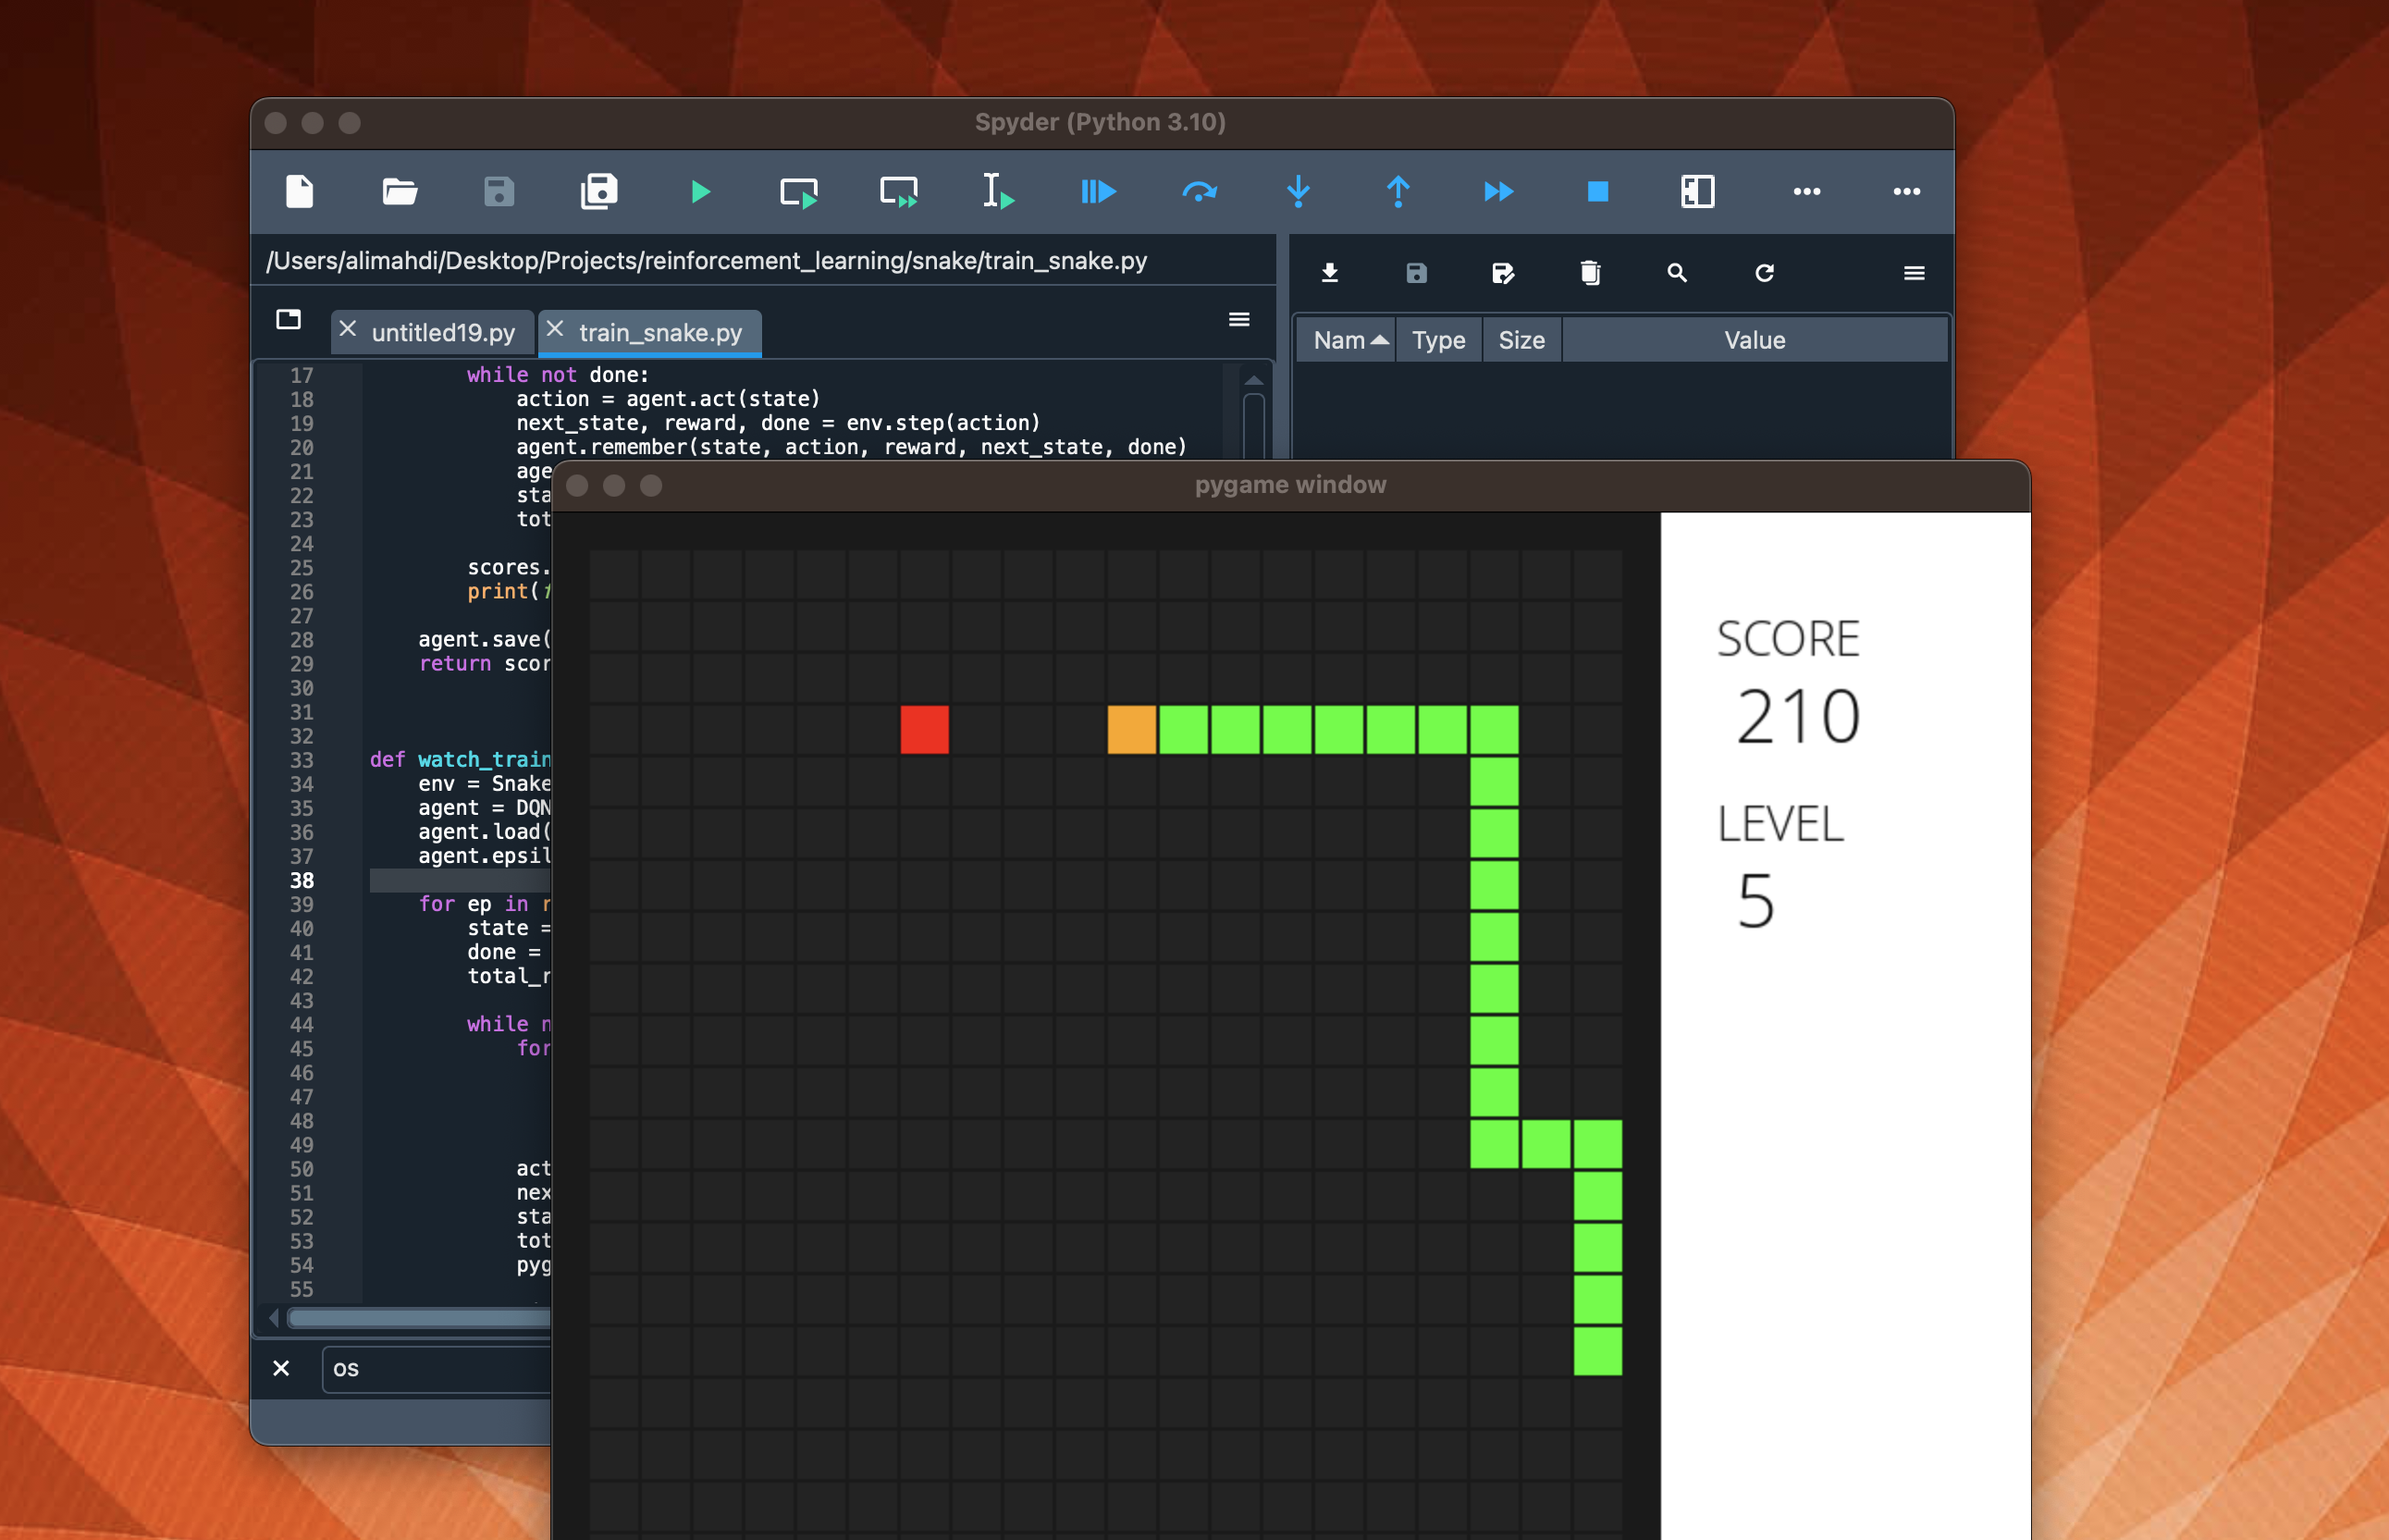 Spyder (Python 3.10)
/Users/alimahdi/Desktop/Projects/reinforcement_learning/snake/train_snake.py
untitled19.py
train_snake.py
Nam
Type
Size
Value
17 while not done:
18 action = agent.act(state)
19 next_state, reward, done = env.step(action)
20 agent.remember(state, action, reward, next_state, done)
21 age
22 sta
23 tot
24
25 scores.
26 print(f
27
28 agent.save(
29 return scor
30
31
32
33 def watch_train
34 env = Snake
35 agent = DQN
36 agent.load(
37 agent.epsil
38
39 for ep in r
40 state =
41 done =
42 total_r
43
44 while n
45 for
46
47
48
49
50 act
51 nex
52 sta
53 tot
54 pyg
55
os
pygame window
SCORE
210
LEVEL
5